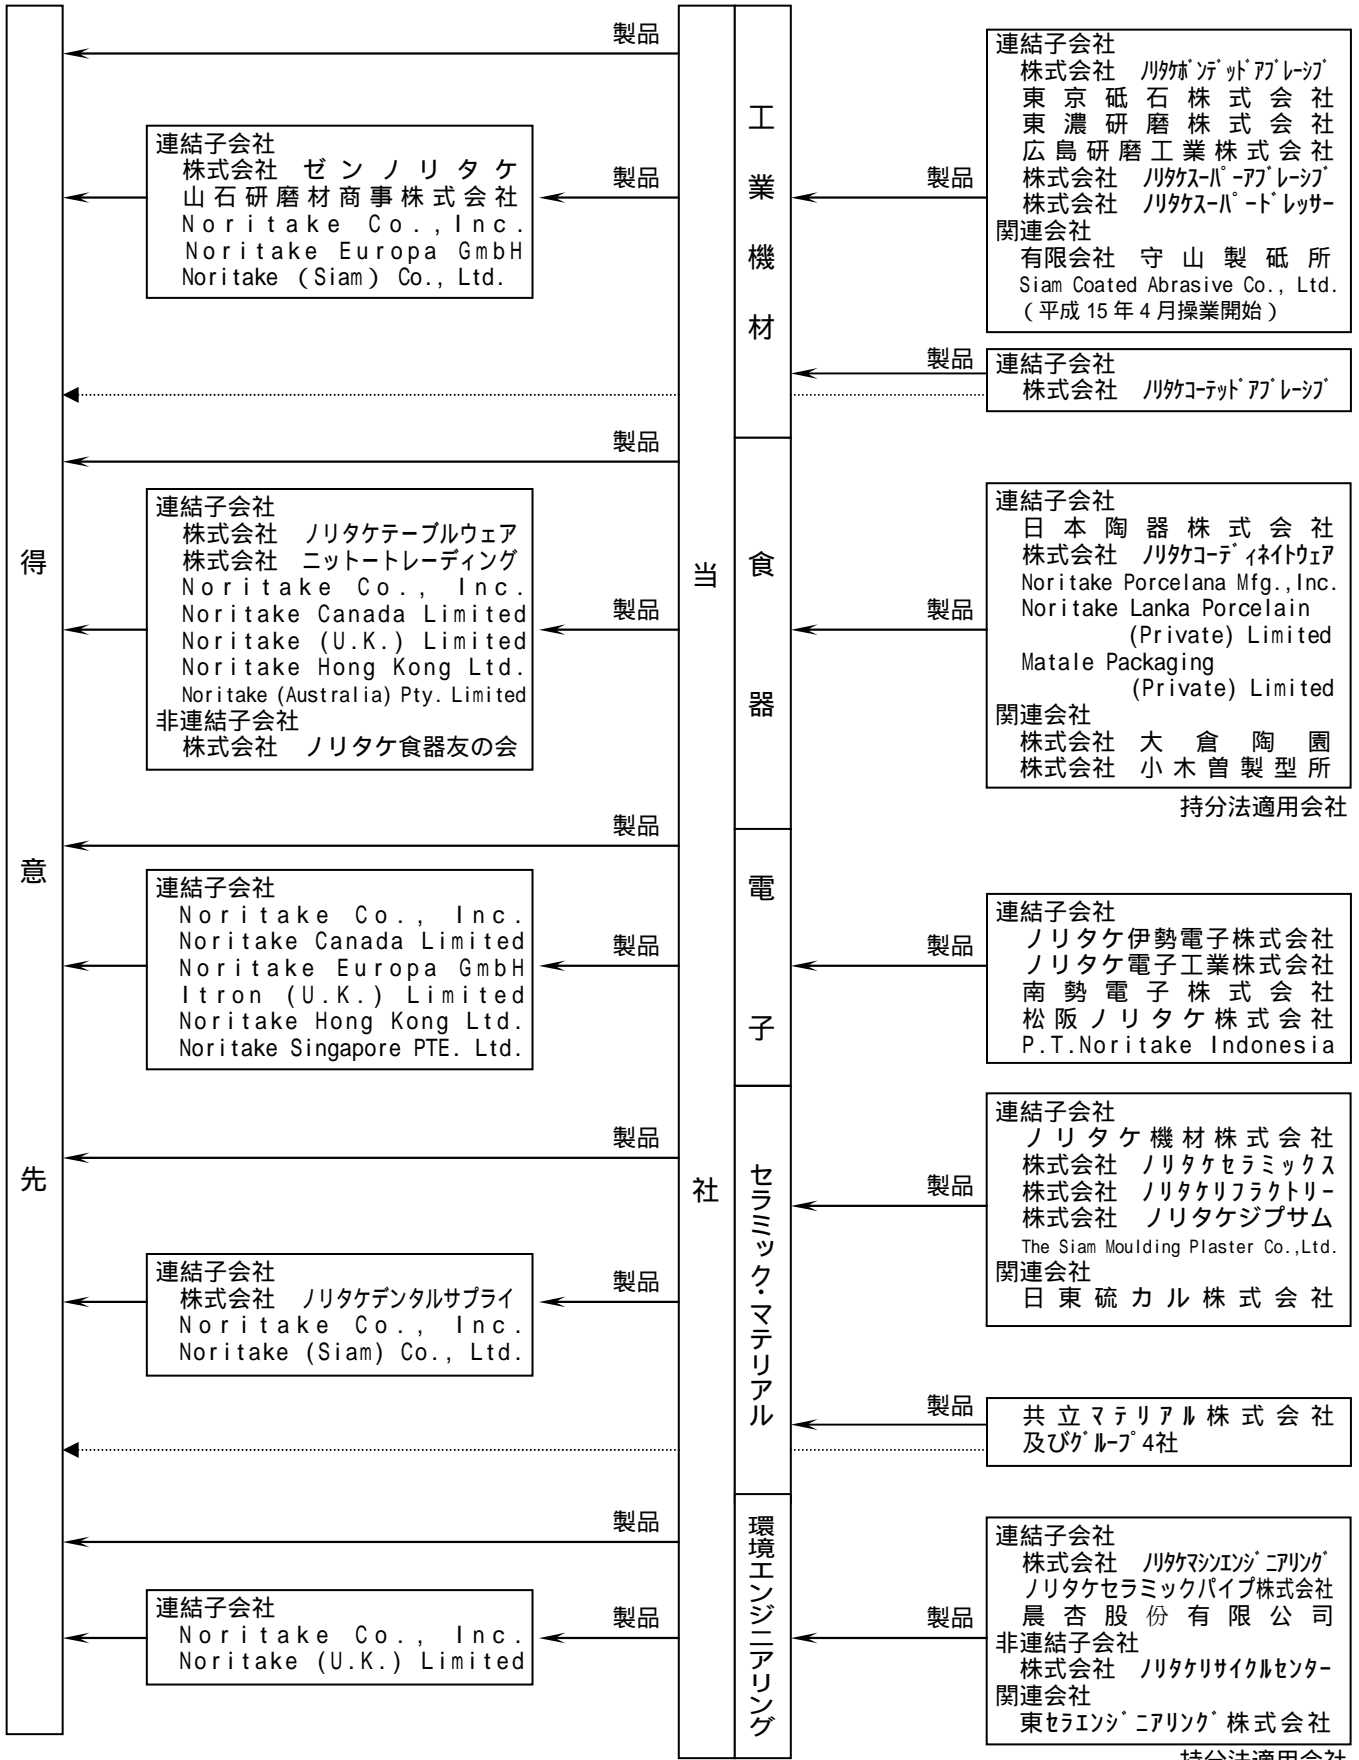 製品
連結子会社
株式会社 ゼンノリタケ
山石研磨材商事株式会社
Noritake Co.,Inc.
Noritake Europa GmbH
Noritake (Siam) Co., Ltd.
製品
工業機材
製品
連結子会社
株式会社 ﾉﾘﾀｹﾎﾞﾝﾃﾞｯﾄﾞｱﾌﾞﾚｰｼﾌﾞ
東京砥石株式会社
東濃研磨株式会社
広島研磨工業株式会社
株式会社 ﾉﾘﾀｹｽｰﾊﾟｰｱﾌﾞﾚｰｼﾌﾞ
株式会社 ﾉﾘﾀｹｽｰﾊﾟｰﾄﾞﾚｯｻｰ
関連会社
有限会社 守山製砥所
Siam Coated Abrasive Co., Ltd.
(平成15年4月操業開始)
製品
連結子会社
株式会社 ﾉﾘﾀｹｺｰﾃｯﾄﾞｱﾌﾞﾚｰｼﾌﾞ
得意先
当社
製品
連結子会社
株式会社 ノリタケテーブルウェア
株式会社 ニットートレーディング
Noritake Co., Inc.
Noritake Canada Limited
Noritake (U.K.) Limited
Noritake Hong Kong Ltd.
Noritake (Australia) Pty. Limited
非連結子会社
株式会社 ノリタケ食器友の会
製品
食器
製品
連結子会社
日本陶器株式会社
株式会社 ﾉﾘﾀｹｺｰﾃﾞｨﾈｲﾄｳｪｱ
Noritake Porcelana Mfg.,Inc.
Noritake Lanka Porcelain
(Private) Limited
Matale Packaging
(Private) Limited
関連会社
株式会社 大倉陶園
株式会社 小木曽製型所
持分法適用会社
製品
連結子会社
Noritake Co., Inc.
Noritake Canada Limited
Noritake Europa GmbH
Itron (U.K.) Limited
Noritake Hong Kong Ltd.
Noritake Singapore PTE. Ltd.
製品
電子
製品
連結子会社
ノリタケ伊勢電子株式会社
ノリタケ電子工業株式会社
南勢電子株式会社
松阪ノリタケ株式会社
P.T.Noritake Indonesia
製品
連結子会社
株式会社 ノリタケデンタルサプライ
Noritake Co., Inc.
Noritake (Siam) Co., Ltd.
製品
セラミック・マテリアル
製品
連結子会社
ノリタケ機材株式会社
株式会社 ノリタケセラミックス
株式会社 ノリタケリフラクトリー
株式会社 ノリタケジプサム
The Siam Moulding Plaster Co.,Ltd.
関連会社
日東硫カル株式会社
製品
共立マテリアル株式会社
及びｸﾞﾙｰﾌﾟ4社
製品
連結子会社
Noritake Co., Inc.
Noritake (U.K.) Limited
製品
環境エンジニアリング
製品
連結子会社
株式会社 ﾉﾘﾀｹﾏｼﾝｴﾝｼﾞﾆｱﾘﾝｸﾞ
ノリタケセラミックパイプ株式会社
晨杏股份有限公司
非連結子会社
株式会社 ﾉﾘﾀｹﾘｻｲｸﾙｾﾝﾀｰ
関連会社
東ｾﾗｴﾝｼﾞﾆｱﾘﾝｸﾞ株式会社
持分法適用会社